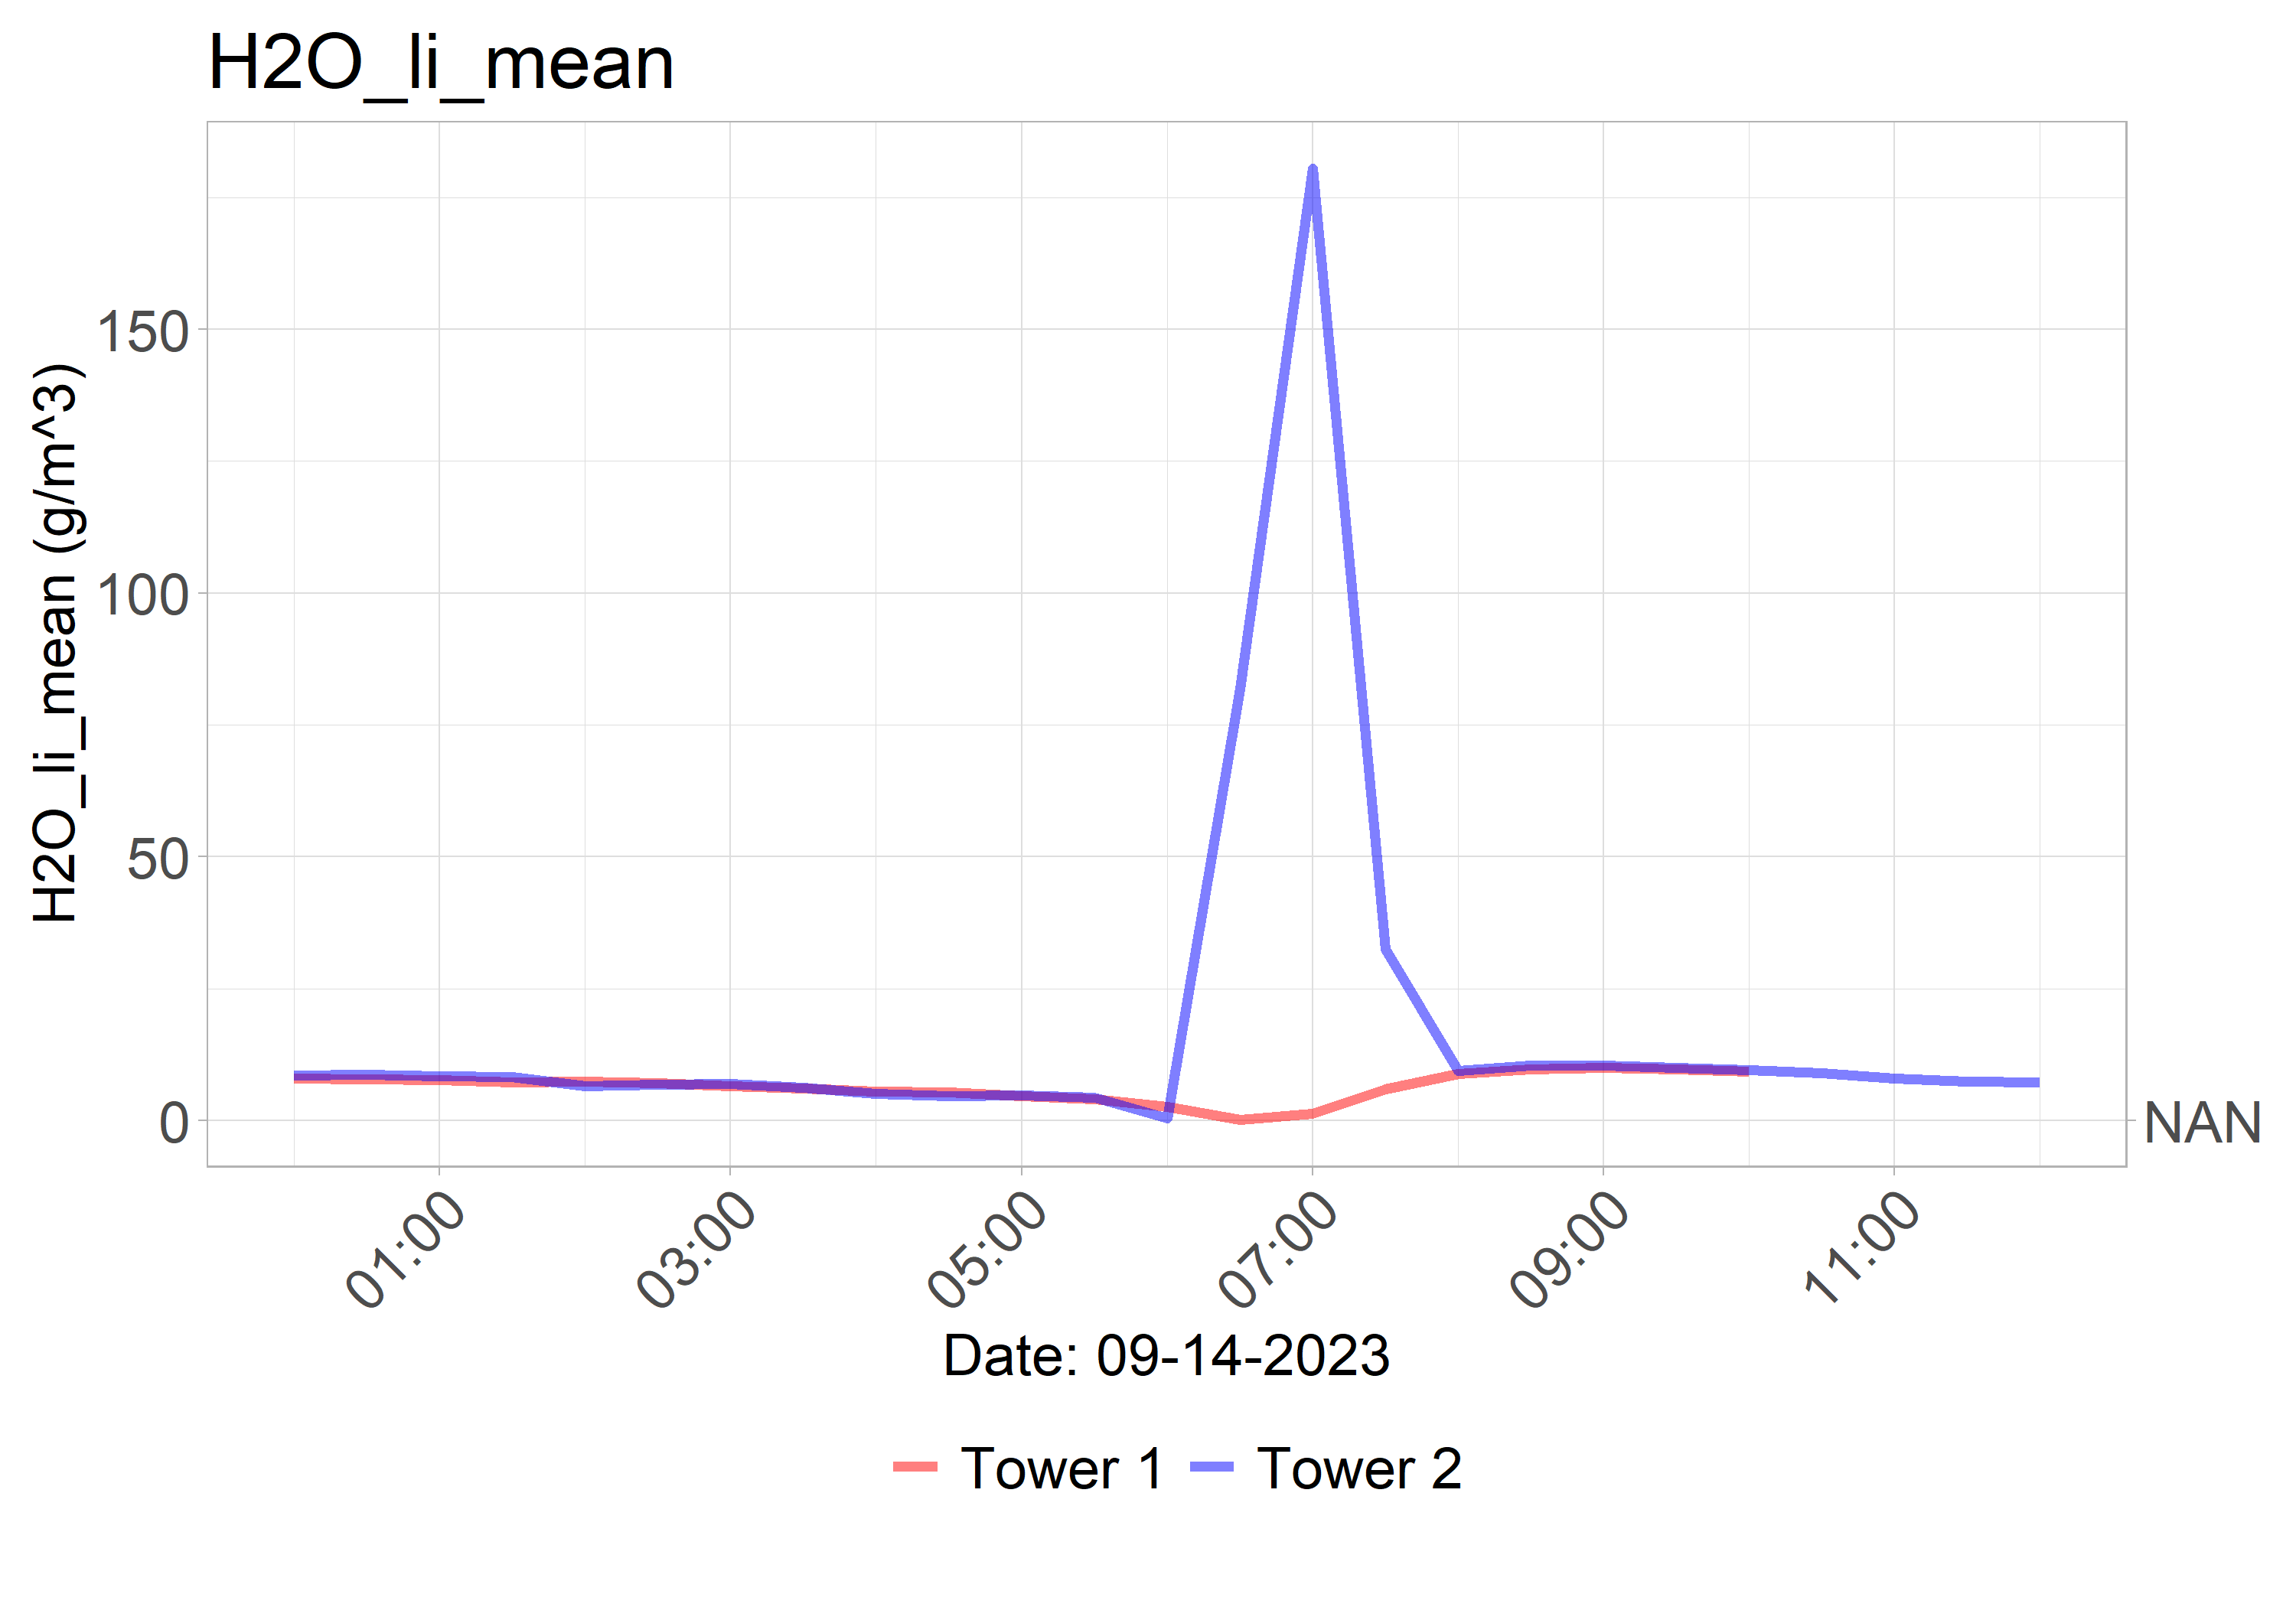 H2O_li_mean
H2O_li_mean (g/m^3)
150
100
50
0
NAN
01:00
03:00
05:00
07:00
09:00
11:00
Date: 09-14-2023
Tower 1
Tower 2